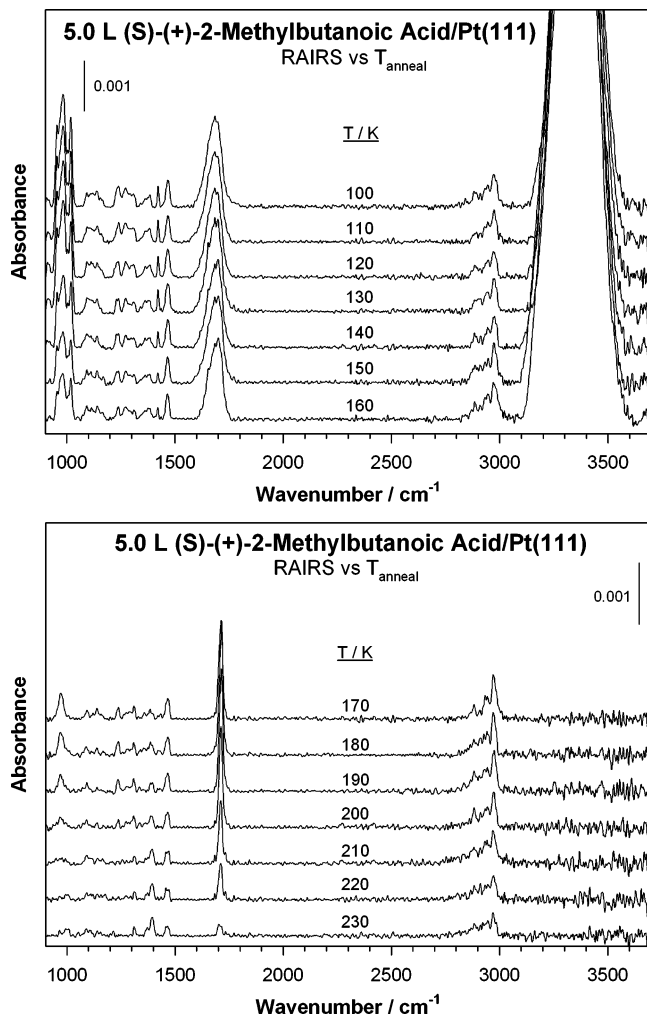 5.0 L (S)-(+)-2-Methylbutanoic Acid/Pt(111)
RAIRS vs Tanneal
0.001
T / K
100
110
120
130
140
150
160
Absorbance
1000 1500 2000 2500 3000 3500
Wavenumber / cm-1
5.0 L (S)-(+)-2-Methylbutanoic Acid/Pt(111)
RAIRS vs Tanneal
0.001
T / K
170
180
190
200
210
220
230
Absorbance
1000 1500 2000 2500 3000 3500
Wavenumber / cm-1